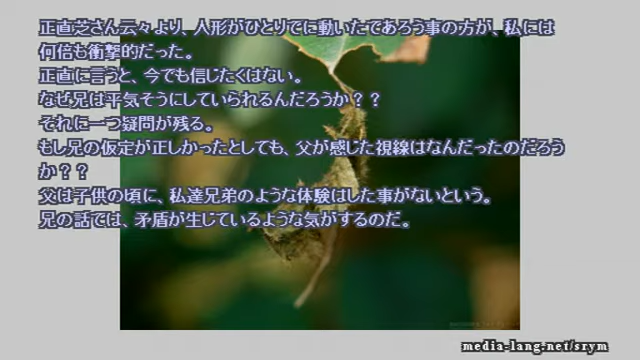 正直芝さん云々より、人形がひとりでに動いたであろう事の方が、私には
何倍も衝撃的だった。
正直に言うと、今でも信じたくはない。
なぜ兄は平気そうにしていられるんだろうか？？
それに一つ疑問が残る。
もし兄の仮定が正しかったとしても、父が感じた視線はなんだったのだろう
か？？
父は子供の頃に、私達兄弟のような体験はした事がないという。
兄の話では、矛盾が生じているような気がするのだ。
media-lang-net/srym